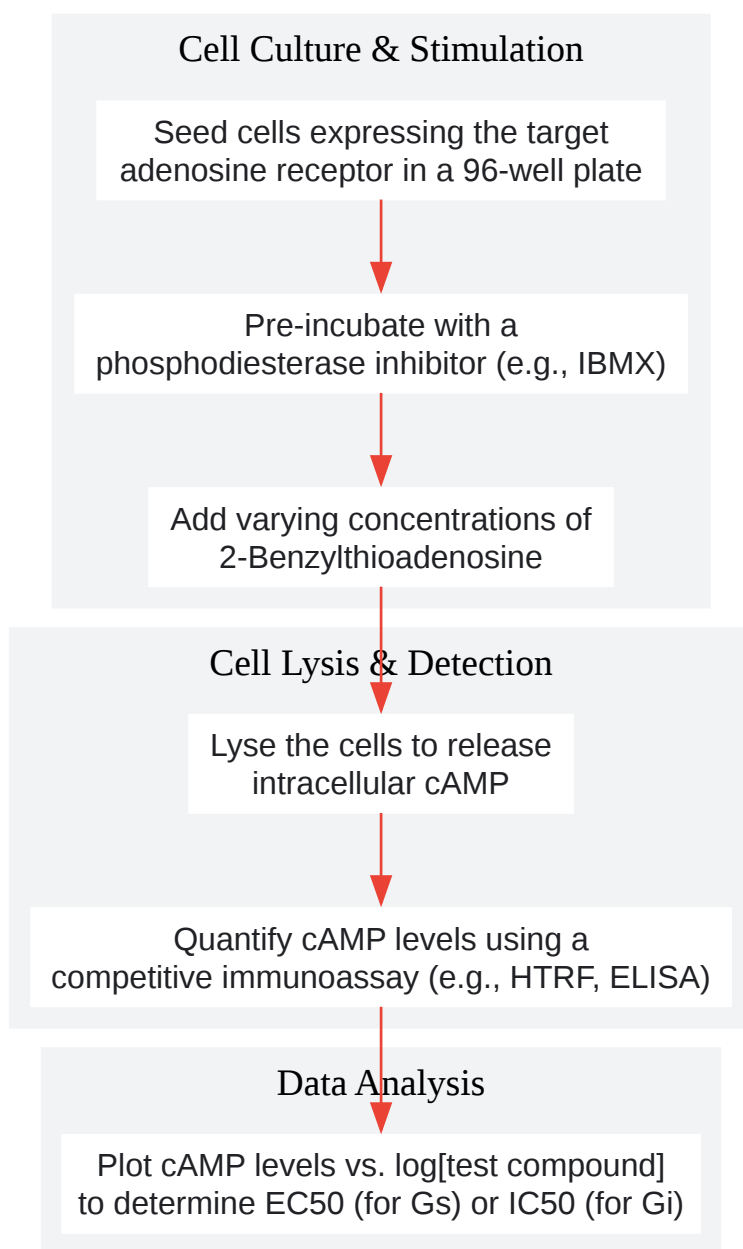 Cell Culture & Stimulation
Seed cells expressing the target
adenosine receptor in a 96-well plate
Pre-incubate with a
phosphodiesterase inhibitor (e.g., IBMX)
Add varying concentrations of
2-Benzylthioadenosine
Cell Lysis & Detection
Lyse the cells to release
intracellular cAMP
Quantify cAMP levels using a
competitive immunoassay (e.g., HTRF, ELISA)
Data Analysis
Plot cAMP levels vs. log[test compound]
to determine EC50 (for Gs) or IC50 (for Gi)